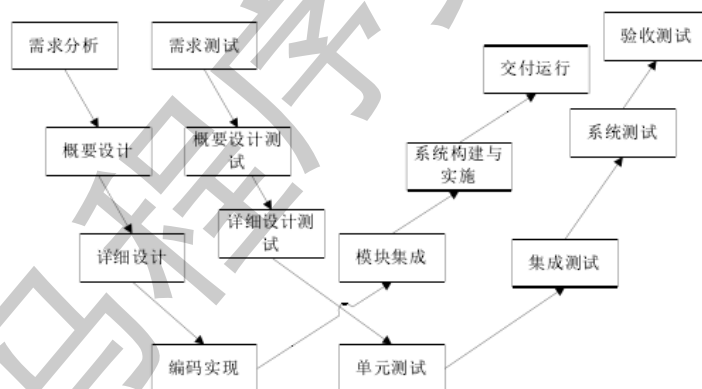 需求分析
需求测试
验收测试
交付运行
概要设计
概要设计测
试
系统测试
系统构建与
实施
详细设计测
试
详细设计
模块集成
集成测试
编码实现
单元测试